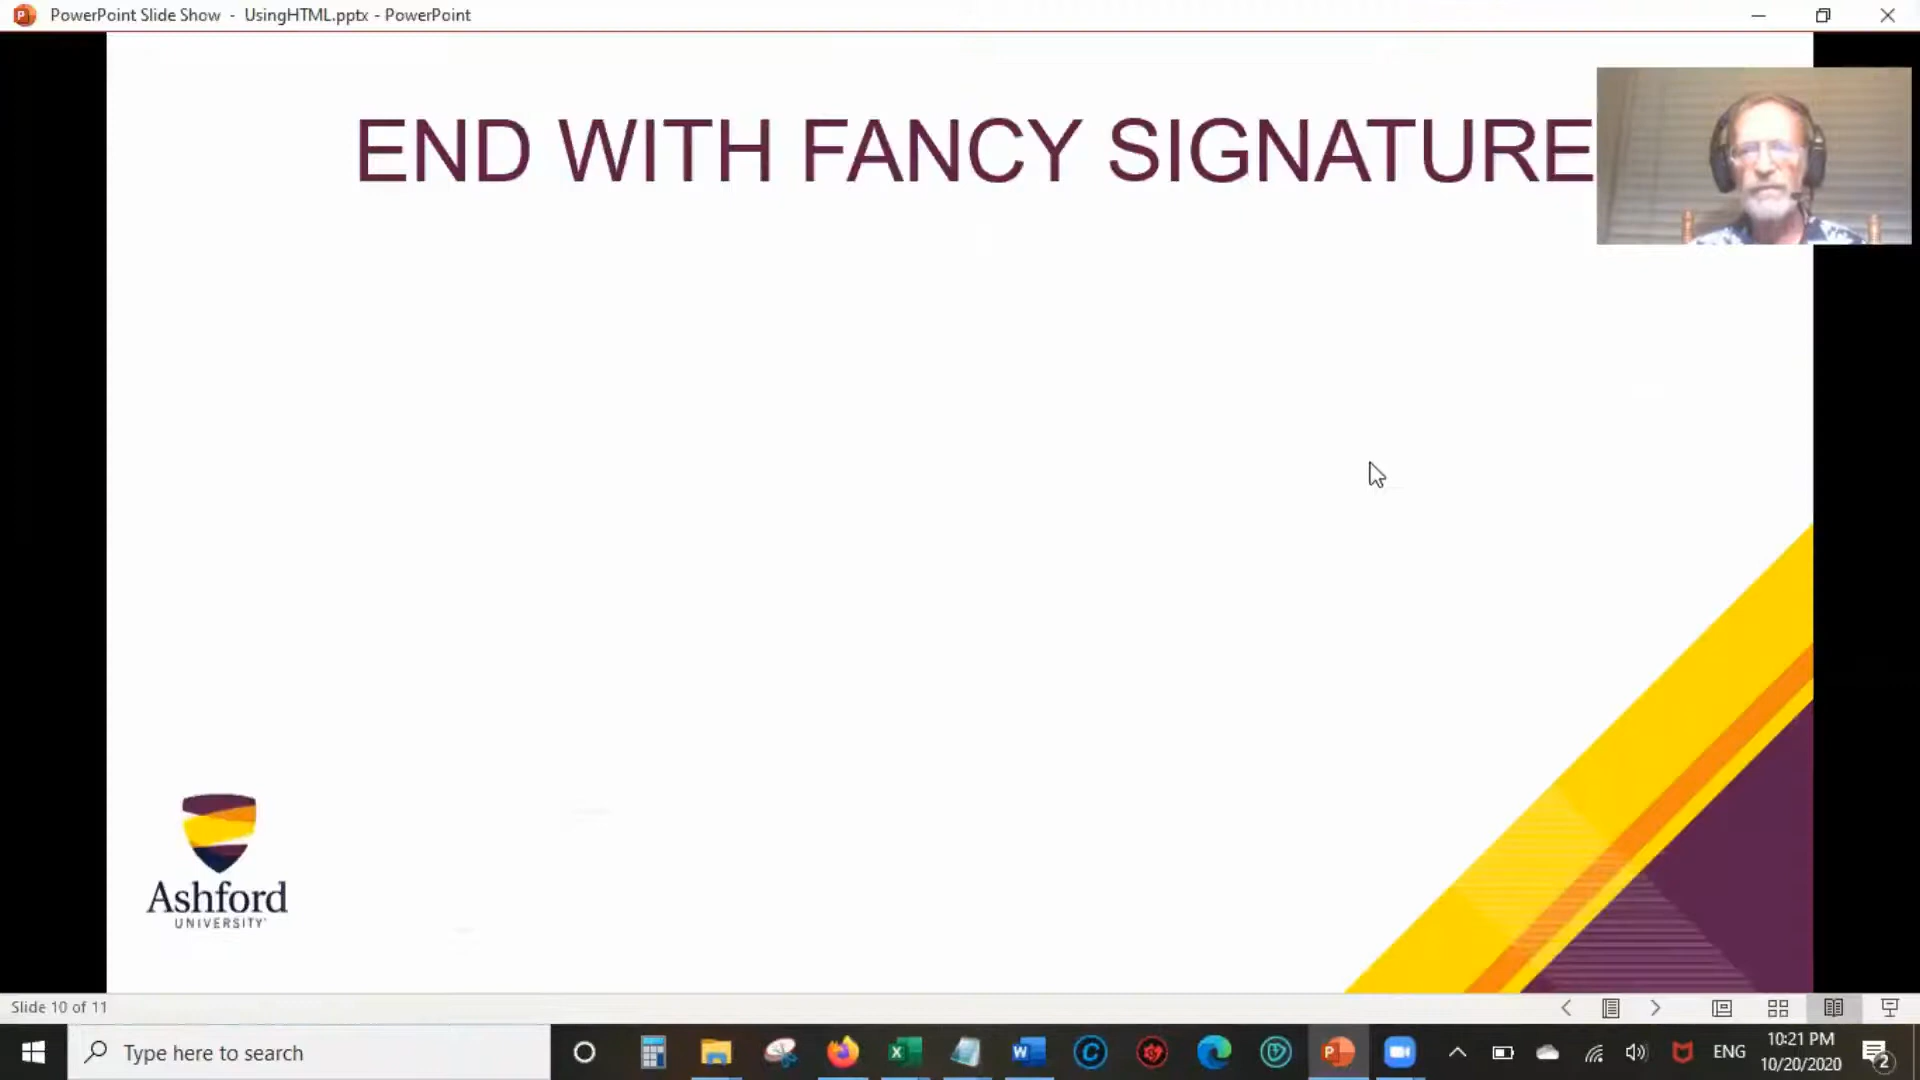 PowerPoint Slide Show - UsingHTML.pptx - PowerPoint
END WITH FANCY SIGNATURE
Ashford
UNIVERSITY
Slide 10 of 11
Type here to search
ENG
10:21 PM
10/20/2020
2